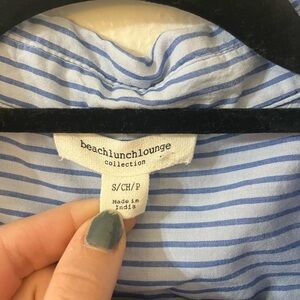 beachlunchlounge
collection
S/CH/P
Made in
India